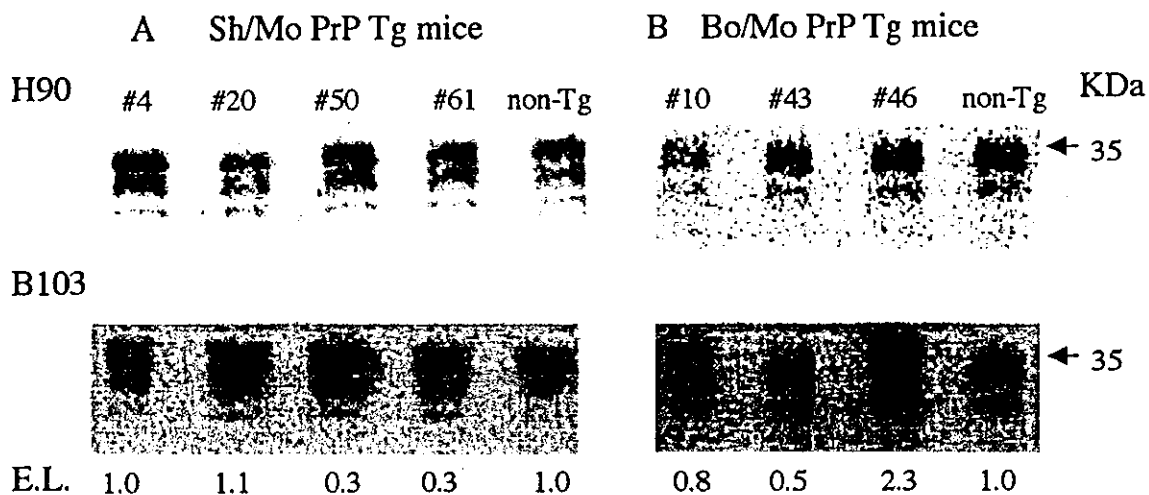 A Sh/Mo PrP Tg mice B Bo/Mo PrP Tg mice
H90 #4 #20 #50 #61 non-Tg #10 #43 #46 non-Tg KDa
35
B103
35
E.L. 1.0 1.1 0.3 0.3 1.0 0.8 0.5 2.3 1.0